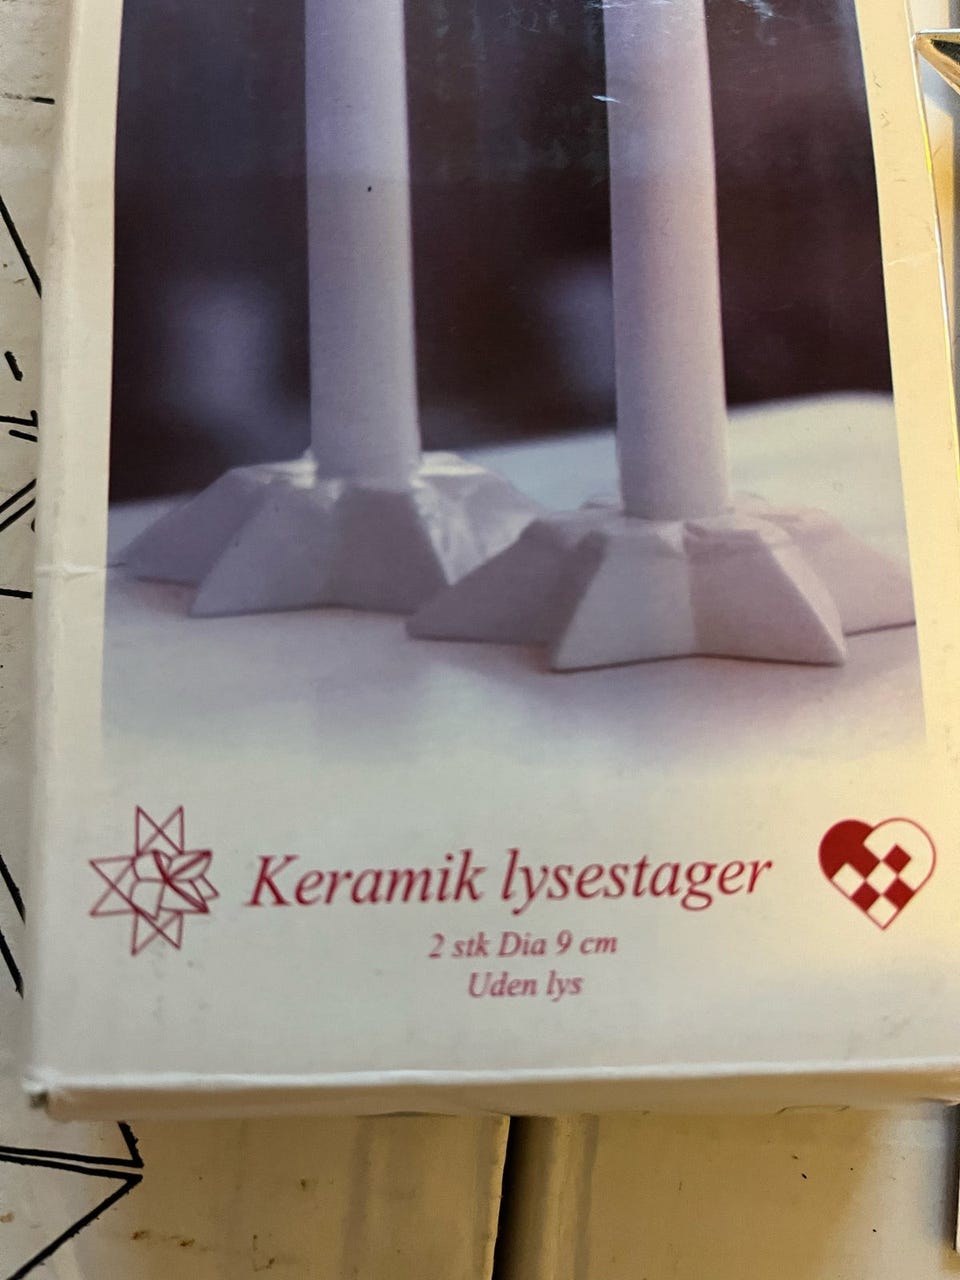 Keramik lysestager
2 stk Dia 9 cm
Uden lys